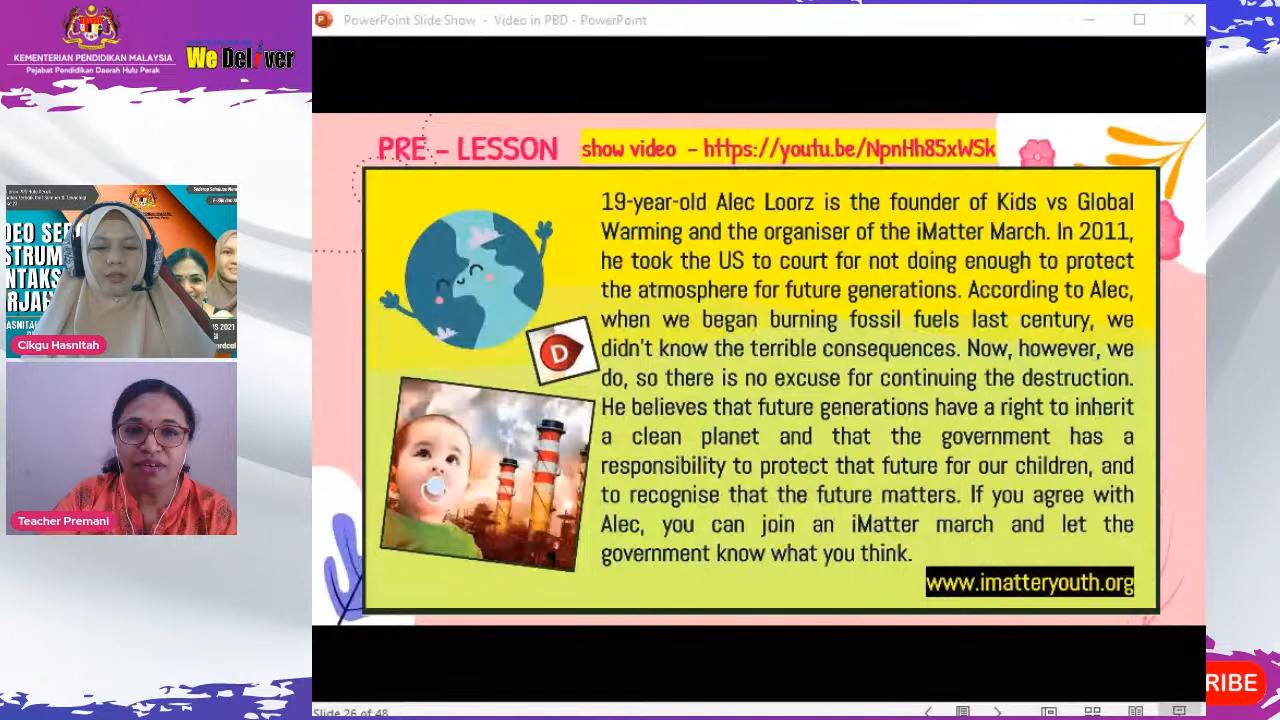 PowerPoint Slide Show - Video in PBD - PowerPoint
KEMENTERIAN PENDIDIKAN MALAYSIA
Pejabat Pendidikan Daerah Hulu Perak
We Deliver
PRE – LESSON
show video – https://youtu.be/NpnHh85xWSk
19-year-old Alec Loorz is the founder of Kids vs Global
Warming and the organiser of the iMatter March. In 2011,
he took the US to court for not doing enough to protect
the atmosphere for future generations. According to Alec,
when we began burning fossil fuels last century, we
didn't know the terrible consequences. Now, however, we
do, so there is no excuse for continuing the destruction.
He believes that future generations have a right to inherit
a clean planet and that the government has a
responsibility to protect that future for our children, and
to recognise that the future matters. If you agree with
Alec, you can join an iMatter march and let the
government know what you think.
www.imatteryouth.org
D
Cikgu Hasnitah
Teacher Premani
RIBE
Slide 26 of 48